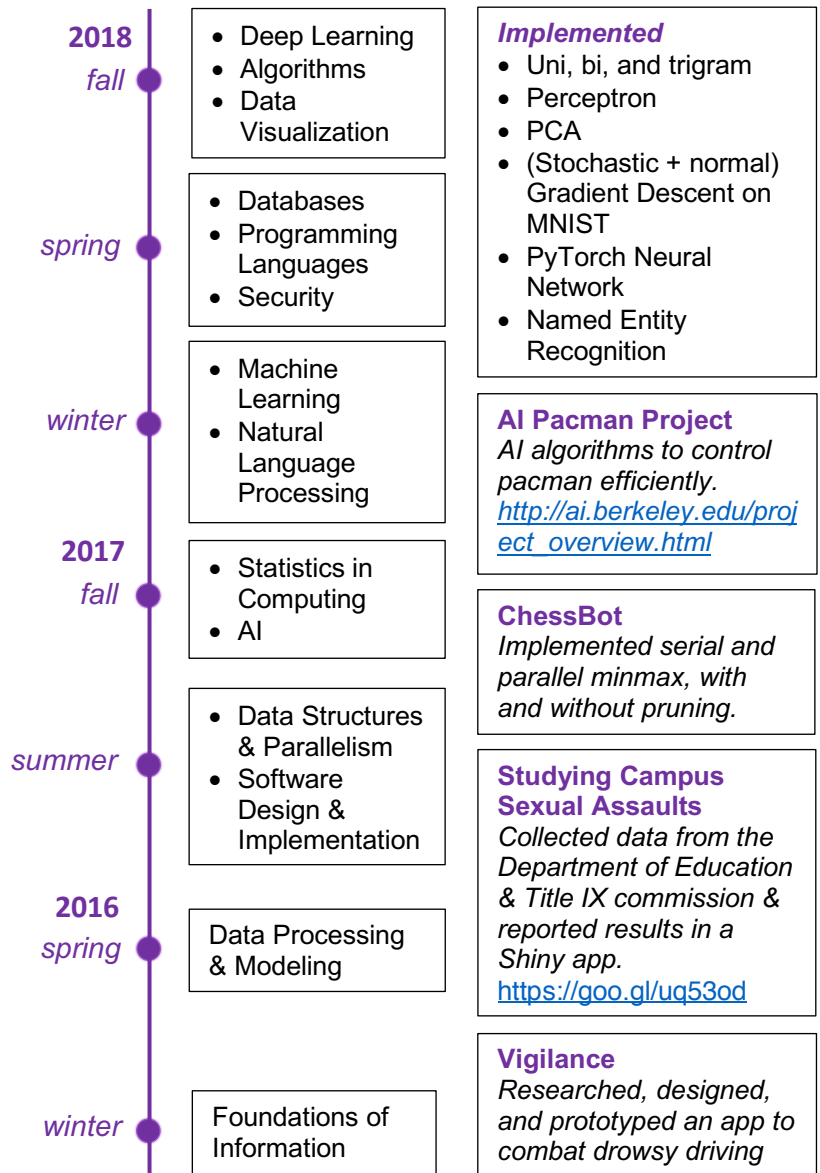 2018
fall
• Deep Learning
• Algorithms
• Data
Visualization
spring
• Databases
• Programming
Languages
• Security
winter
• Machine
Learning
• Natural
Language
Processing
2017
fall
• Statistics in
Computing
• AI
summer
• Data Structures
& Parallelism
• Software
Design &
Implementation
2016
spring
Data Processing
& Modeling
winter
Foundations of
Information
Implemented
• Uni, bi, and trigram
• Perceptron
• PCA
• (Stochastic + normal)
Gradient Descent on
MNIST
• PyTorch Neural
Network
• Named Entity
Recognition
AI Pacman Project
AI algorithms to control
pacman efficiently.
http://ai.berkeley.edu/proj
ect_overview.html
ChessBot
Implemented serial and
parallel minmax, with
and without pruning.
Studying Campus
Sexual Assaults
Collected data from the
Department of Education
& Title IX commission &
reported results in a
Shiny app.
https://goo.gl/uq53od
Vigilance
Researched, designed,
and prototyped an app to
combat drowsy driving